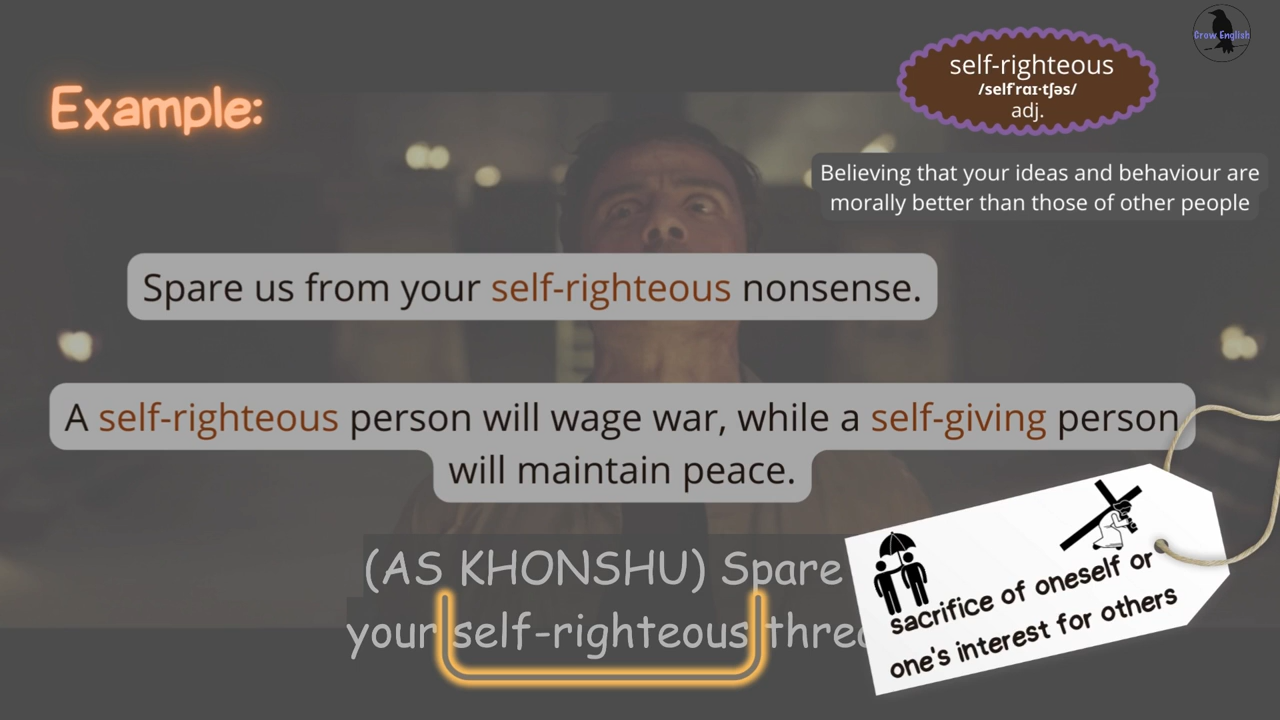 Crow English
self-righteous
/selfˈraɪ·tʃəs/
adj.
Example:
Believing that your ideas and behaviour are
morally better than those of other people
Spare us from your self-righteous nonsense.
A self-righteous person will wage war, while a self-giving person
will maintain peace.
(AS KHONSHU) Spare
your self-righteous
sacrifice of oneself or
one's interest for others